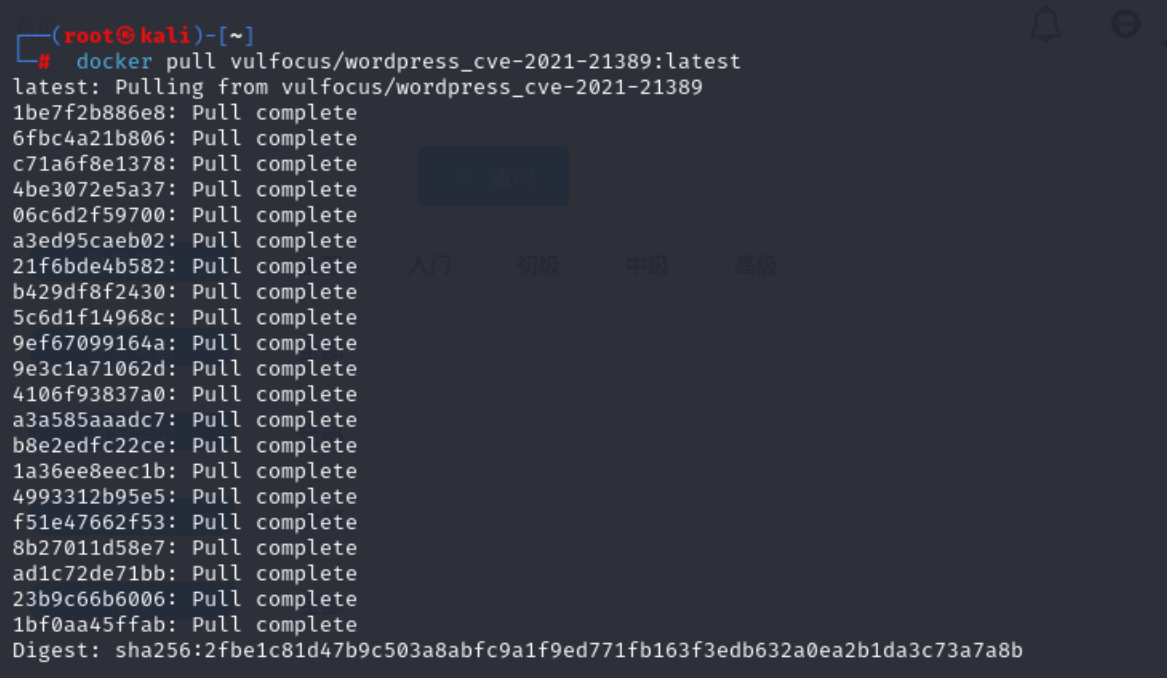 ┌──(root㉿kali)-[~]
└─# docker pull vulfocus/wordpress_cve-2021-21389:latest
latest: Pulling from vulfocus/wordpress_cve-2021-21389
1be7f2b886e8: Pull complete
6fbc4a21b806: Pull complete
c71a6f8e1378: Pull complete
4be3072e5a37: Pull complete
06c6d2f59700: Pull complete
a3ed95caeb02: Pull complete
21f6bde4b582: Pull complete
b429df8f2430: Pull complete
5c6d1f14968c: Pull complete
9ef67099164a: Pull complete
9e3c1a71062d: Pull complete
4106f93837a0: Pull complete
a3a585aaadc7: Pull complete
b8e2edfc22ce: Pull complete
1a36ee8eec1b: Pull complete
4993312b95e5: Pull complete
f51e47662f53: Pull complete
8b27011d58e7: Pull complete
ad1c72de71bb: Pull complete
23b9c66b6006: Pull complete
1bf0aa45ffab: Pull complete
Digest: sha256:2fbe1c81d47b9c503a8abfc9a1f9ed771fb163f3edb632a0ea2b1da3c73a7a8b
查询
入门 初级 中级 高级